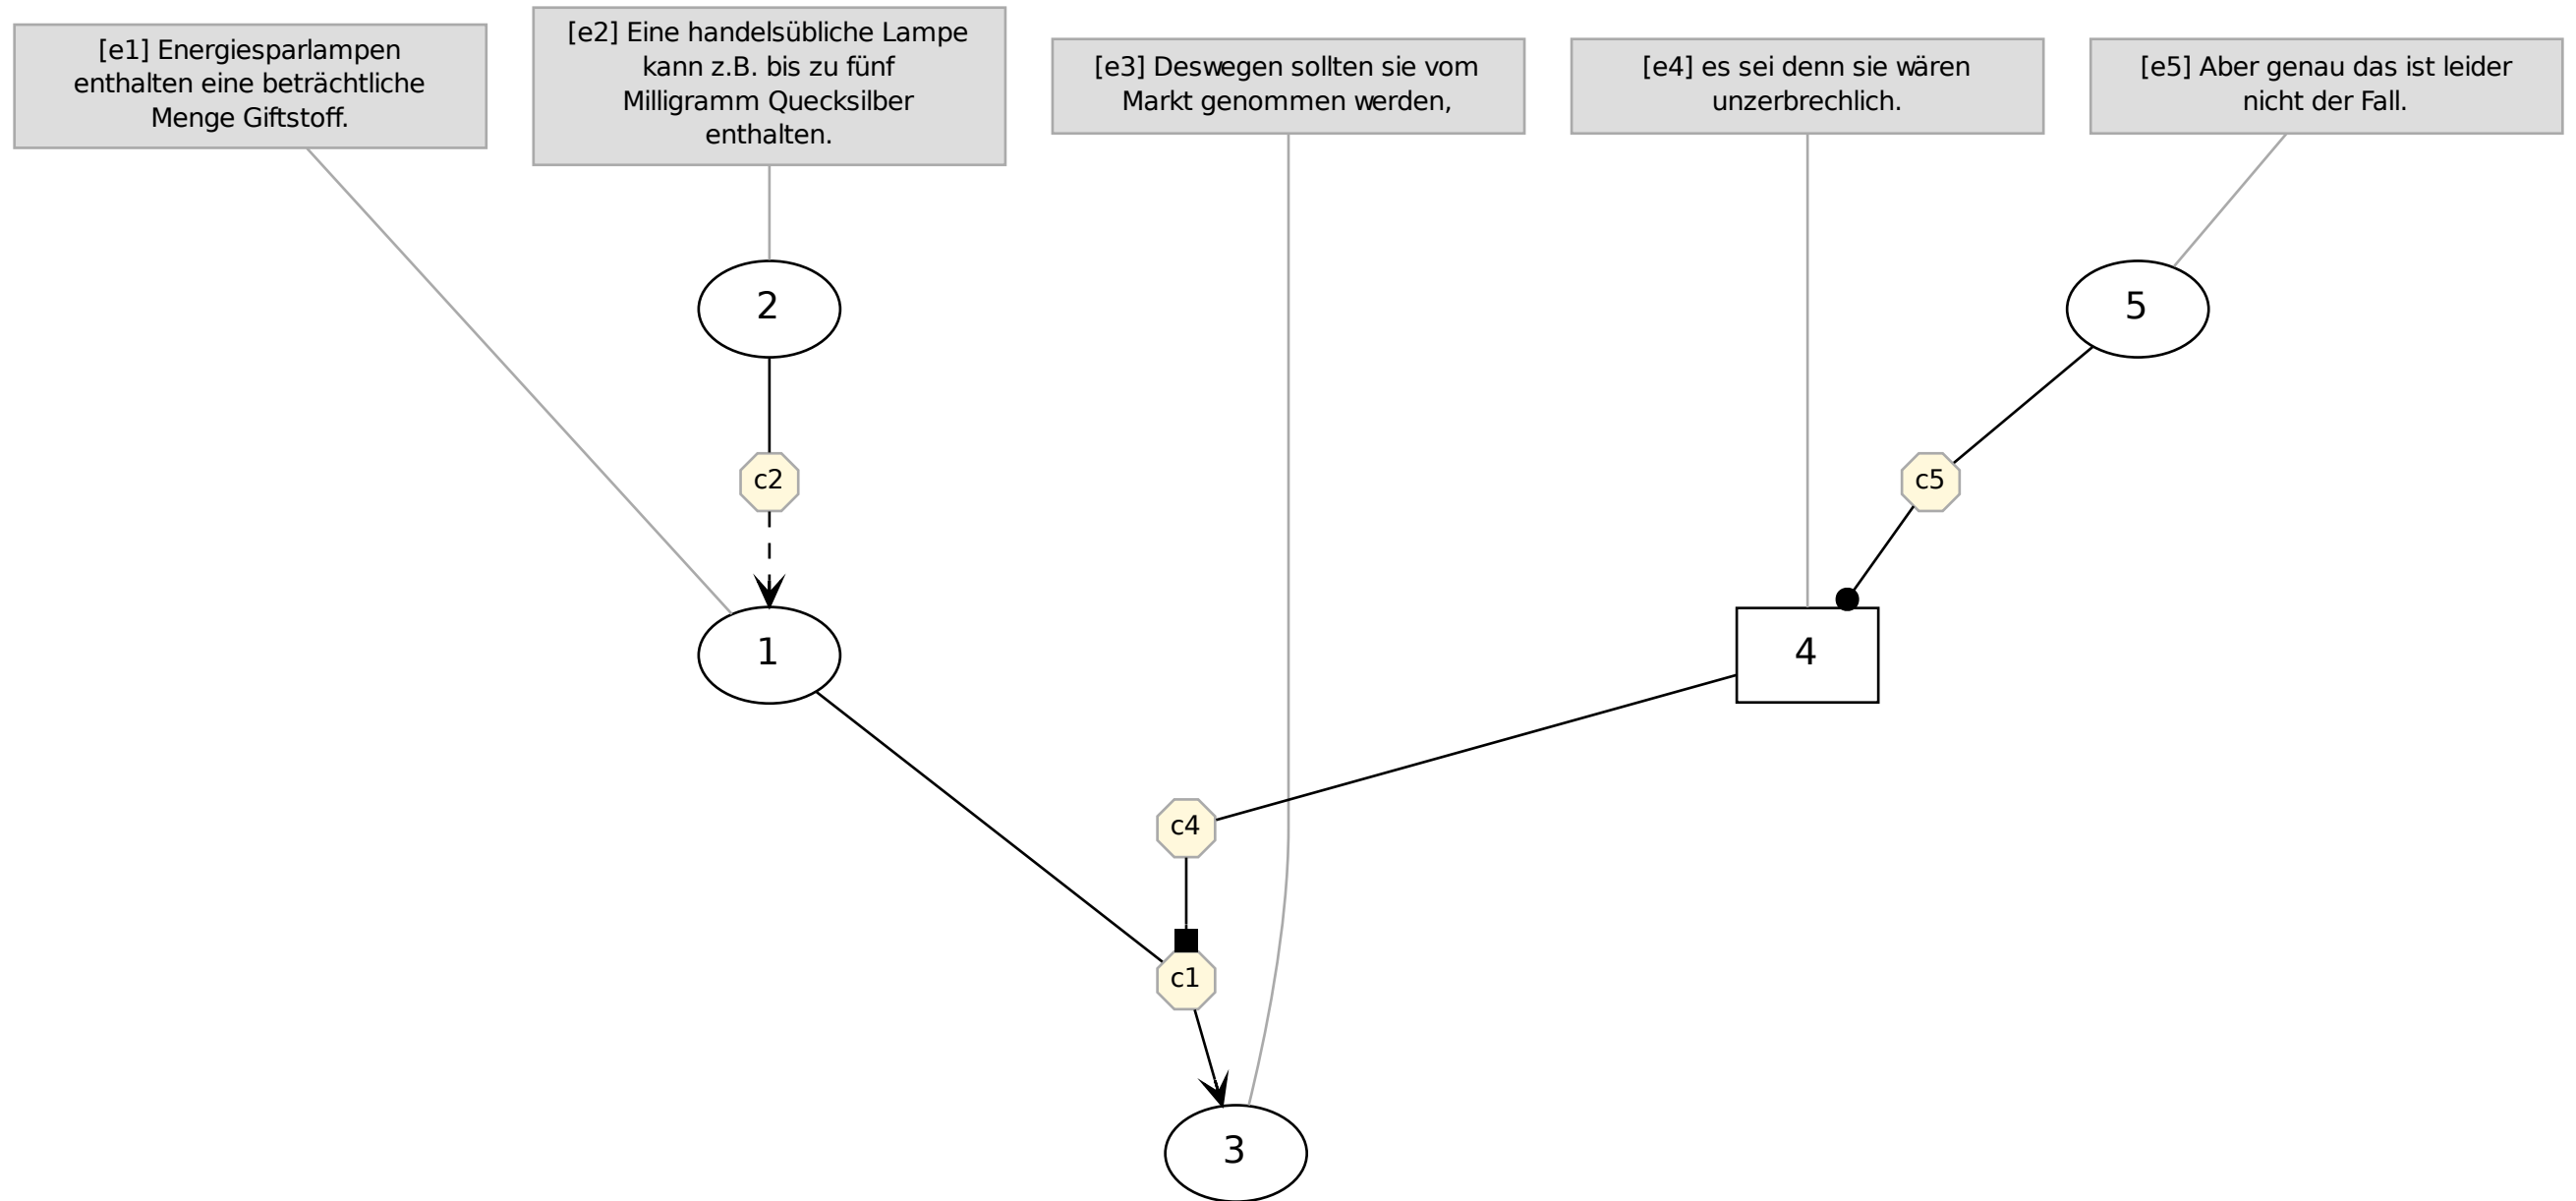 [e1] Energiesparlampen
enthalten eine beträchtliche
Menge Giftstoff.
[e2] Eine handelsübliche Lampe
kann z.B. bis zu fünf
Milligramm Quecksilber
enthalten.
[e3] Deswegen sollten sie vom
Markt genommen werden,
[e4] es sei denn sie wären
unzerbrechlich.
[e5] Aber genau das ist leider
nicht der Fall.
2
5
c2
c5
1
4
c4
c1
3